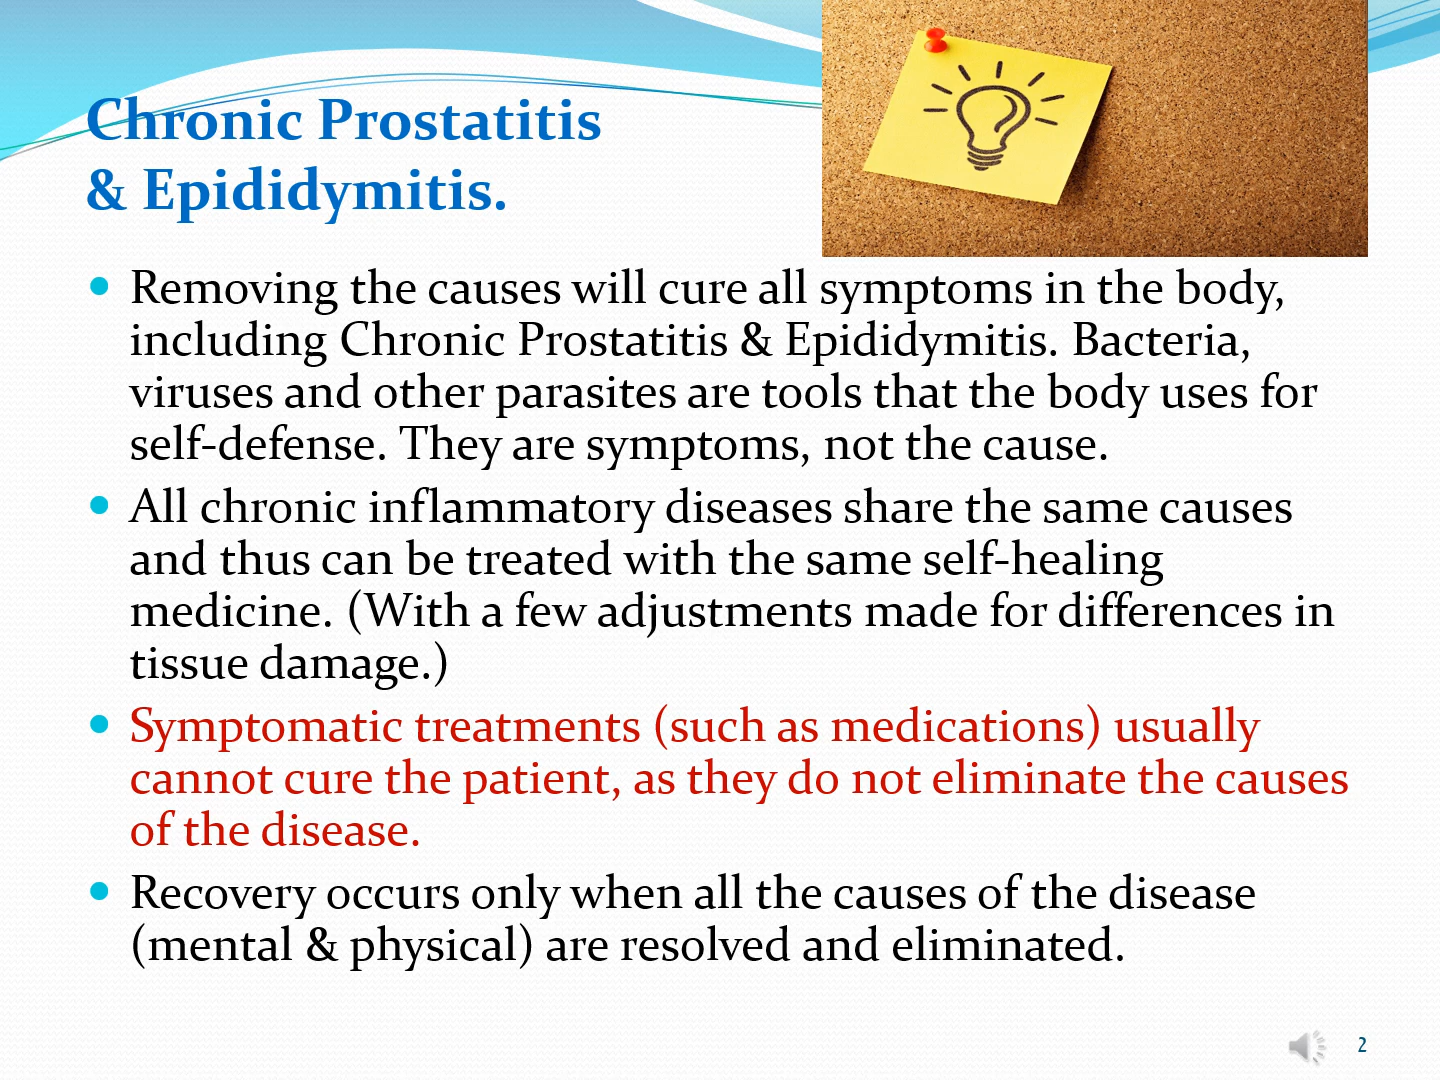 Chronic Prostatitis
& Epididymitis.
Removing the causes will cure all symptoms in the body,
including Chronic Prostatitis & Epididymitis. Bacteria,
viruses and other parasites are tools that the body uses for
self-defense. They are symptoms, not the cause.
All chronic inflammatory diseases share the same causes
and thus can be treated with the same self-healing
medicine. (With a few adjustments made for differences in
tissue damage.)
Symptomatic treatments (such as medications) usually
cannot cure the patient, as they do not eliminate the causes
of the disease.
Recovery occurs only when all the causes of the disease
(mental & physical) are resolved and eliminated.
2